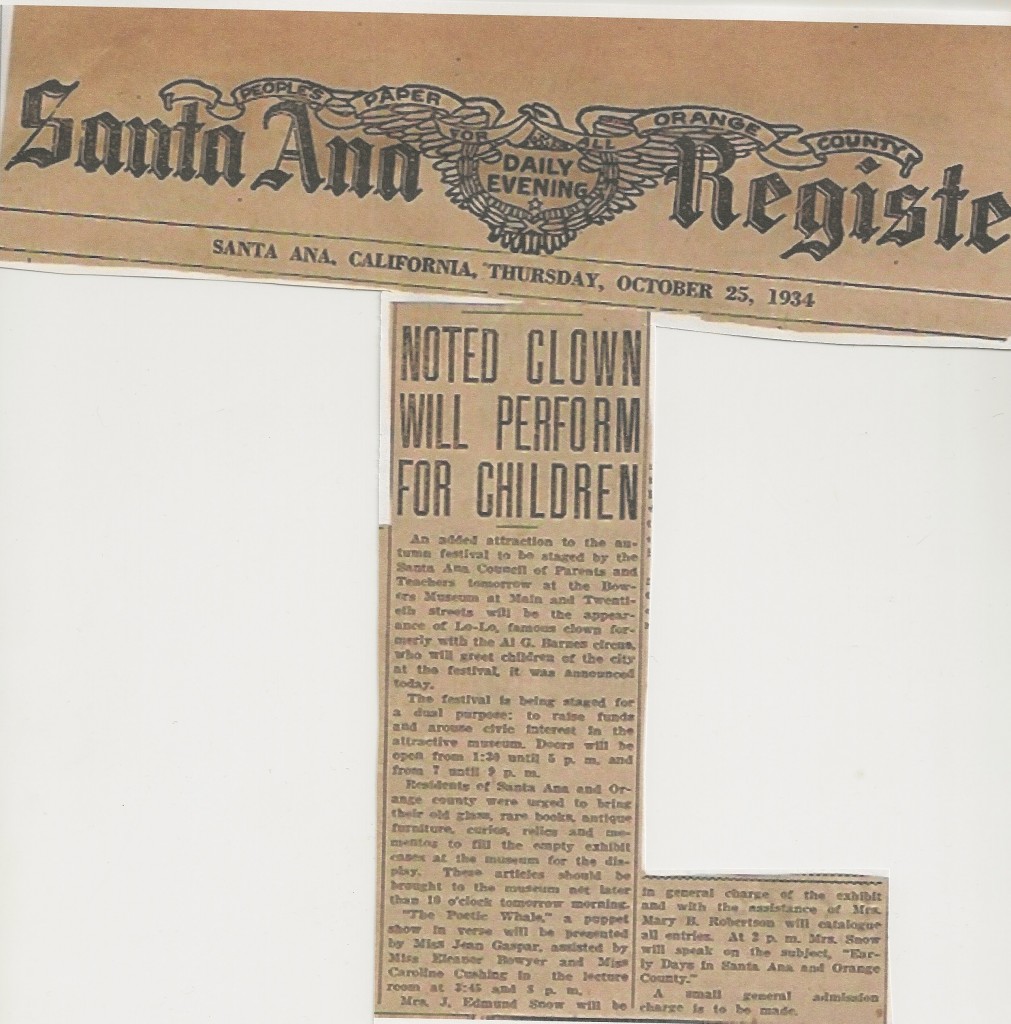 PEOPLE'S PAPER FOR ALL ORANGE COUNTY
Santa Ana Registe
DAILY
EVENING
SANTA ANA, CALIFORNIA, THURSDAY, OCTOBER 25, 1934
NOTED CLOWN
WILL PERFORM
FOR CHILDREN
An added attraction to the au-
tumn festival to be staged by the
Santa Ana Council of Parents and
Teachers tomorrow at the Bow-
ers Museum at Main and Twenti-
eth streets will be the appear-
ance of Lo-Lo, famous clown for-
merly with the Al G. Barnes circus,
who will greet children of the city
at the festival, it was announced
today.
The festival is being staged for
a dual purpose: to raise funds
and arouse civic interest in the
attractive museum. Doors will be
open from 1:30 until 5 p. m. and
from 7 until 9 p. m.
Residents of Santa Ana and Or-
ange county were urged to bring
their old glass, rare books, antique
furniture, curios, relics and me-
mentos to fill the empty exhibit
cases at the museum for the dis-
play. These articles should be
brought to the museum not later
than 10 o'clock tomorrow morning.
"The Poetic Whale," a puppet
show in verse will be presented
by Miss Jean Gaspar, assisted by
Miss Eleanor Bowyer and Miss
Caroline Cushing in the lecture
room at 3:45 and 8 p. m.
Mrs. J. Edmund Snow will be
in general charge of the exhibit
and with the assistance of Mrs.
Mary B. Robertson will catalogue
all entries. At 2 p. m. Mrs. Snow
will speak on the subject, "Ear-
ly Days in Santa Ana and Orange
County."
A small general admission
charge is to be made.